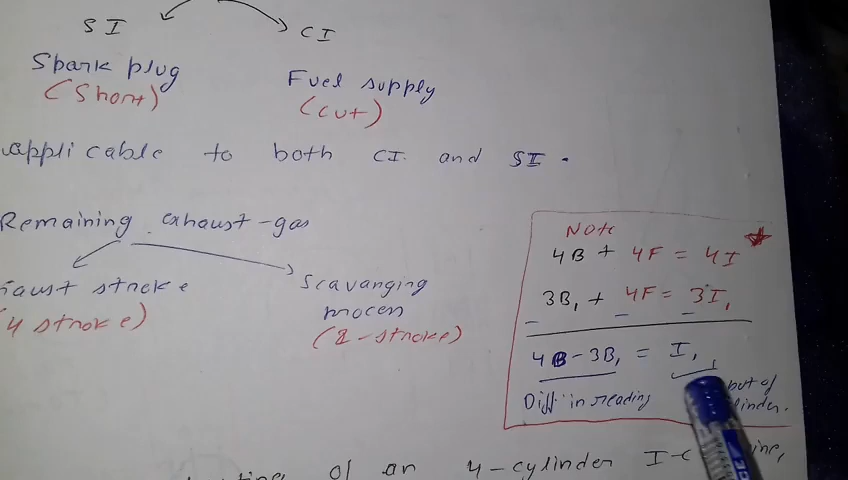 SI CI
Spark plug Fuel supply
(Short) (cut)
applicable to both CI and SI.
Remaining exhaust-gas
stroke Scavanging
process
4 stroke) (2-stroke)
Note
4B + 4F = 4I
3B₁ + 4F = 3I₁
4B - 3B₁ = I₁
Diff. in reading of
of an 4-cylinder I-C